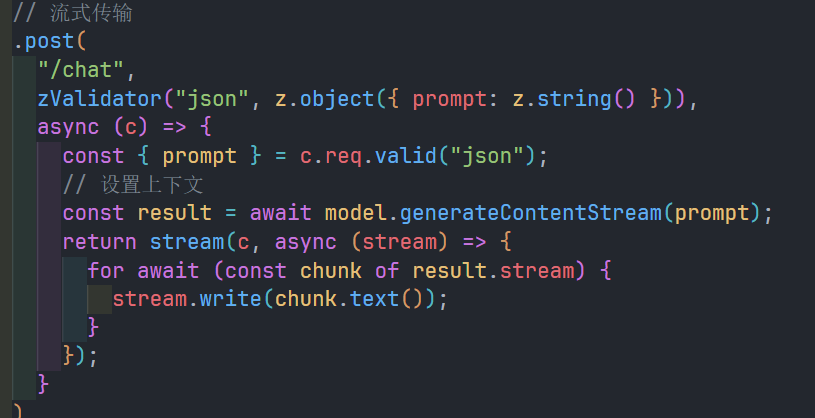 // 流式传输
.post(
"/chat",
zValidator("json", z.object({ prompt: z.string() })),
async (c) => {
const { prompt } = c.req.valid("json");
// 设置上下文
const result = await model.generateContentStream(prompt);
return stream(c, async (stream) => {
for await (const chunk of result.stream) {
stream.write(chunk.text());
}
});
}
)